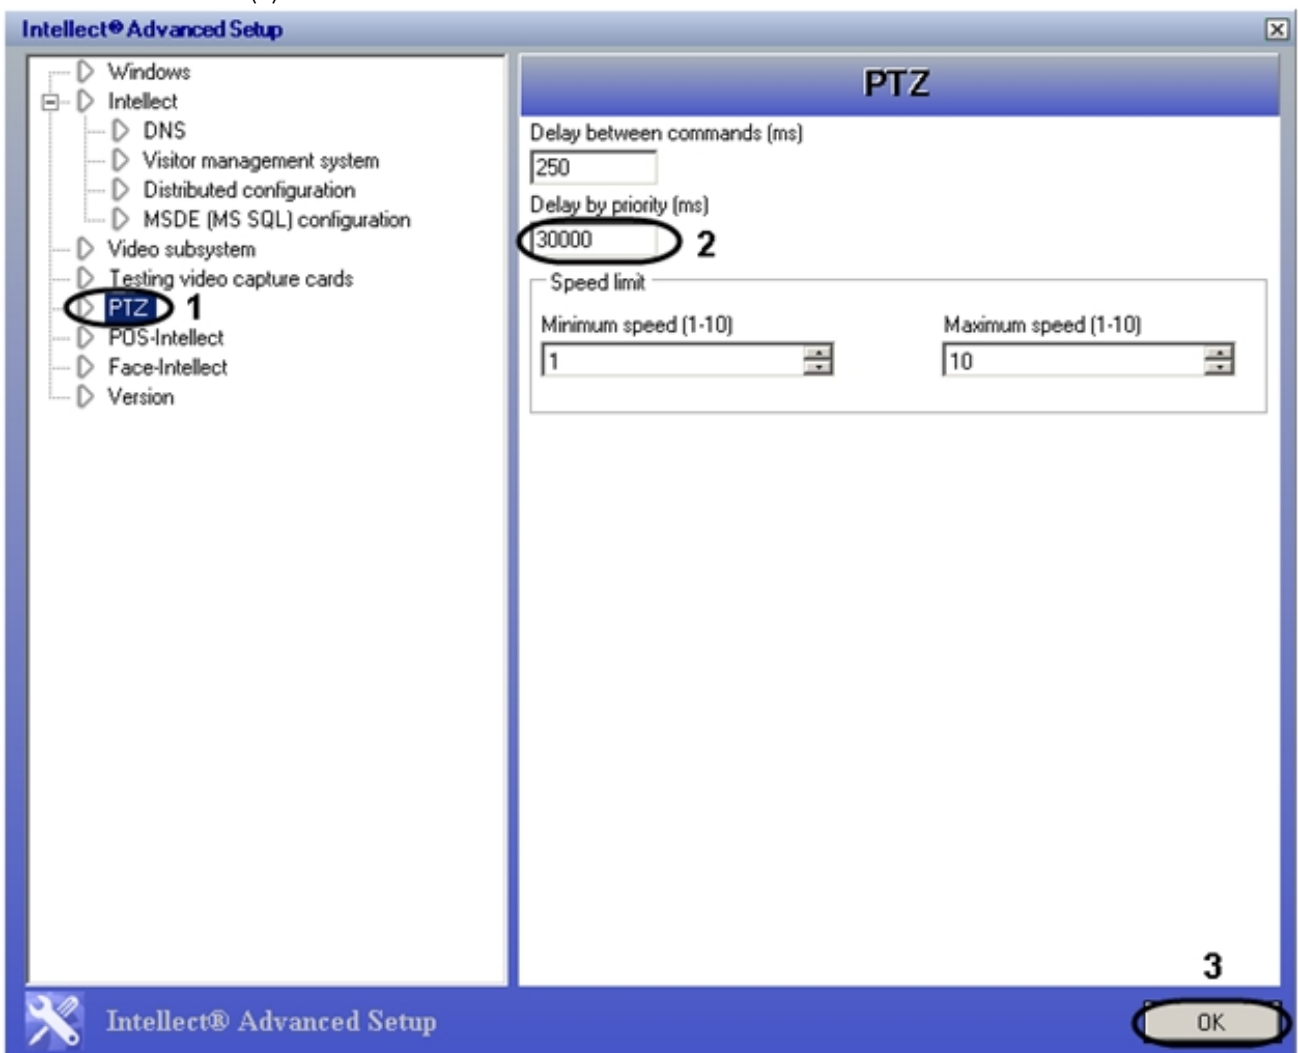 Intellect® Advanced Setup
Windows
Intellect
DNS
Visitor management system
Distributed configuration
MSDE (MS SQL) configuration
Video subsystem
Testing video capture cards
PTZ 1
POS-Intellect
Face-Intellect
Version
PTZ
Delay between commands (ms)
250
Delay by priority (ms)
30000 2
Speed limit
Minimum speed (1-10) Maximum speed (1-10)
1 10
3
Intellect® Advanced Setup
OK